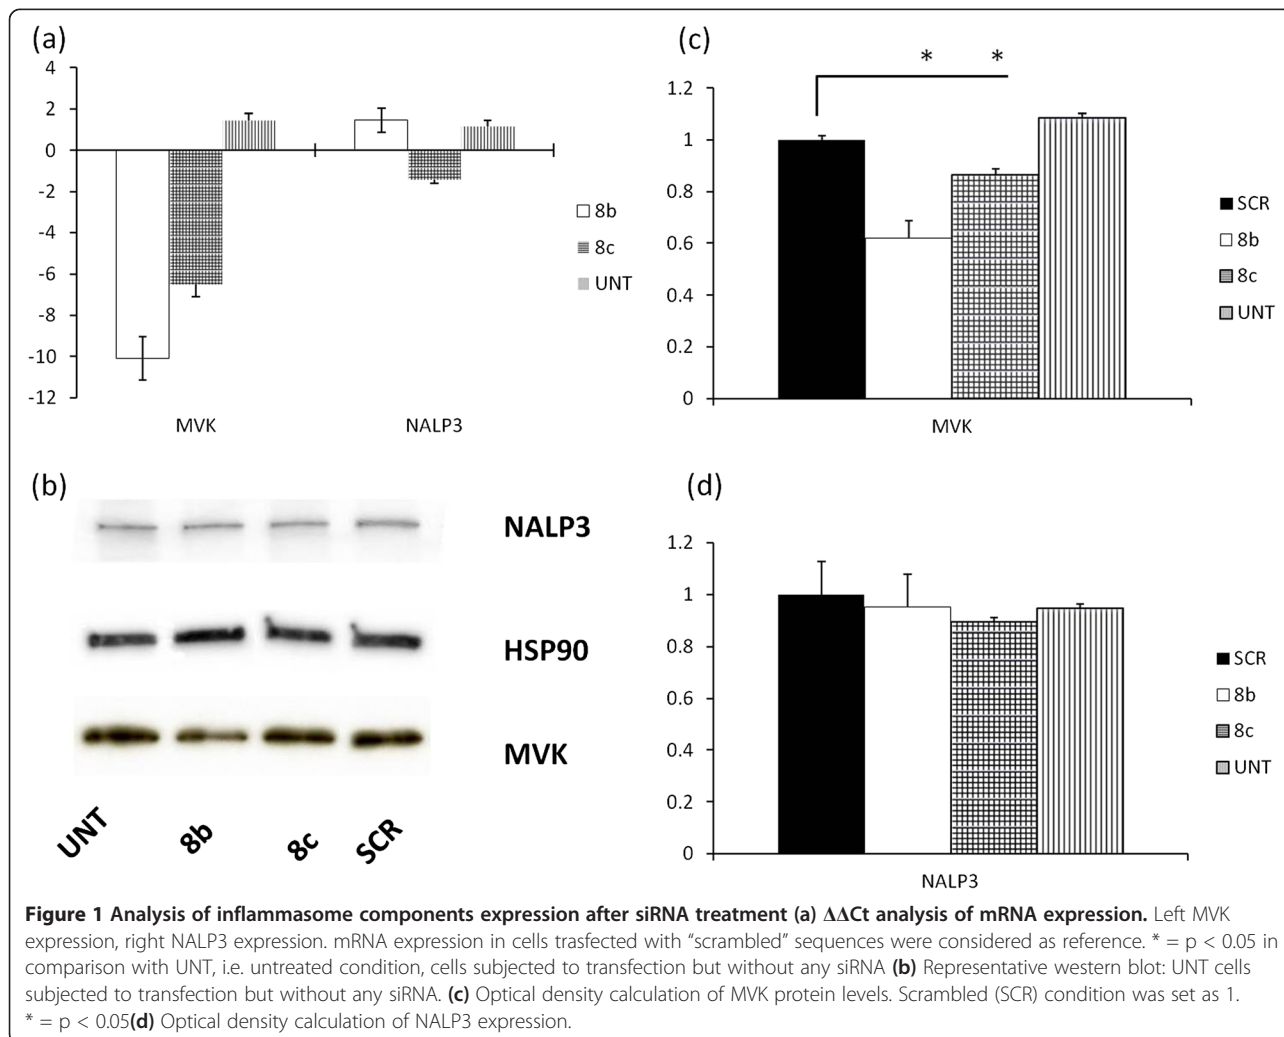 (a)
4
2
0
-2
-4
-6
-8
-10
-12
MVK
NALP3
8b
8c
UNT
(b)
NALP3
HSP90
MVK
UNT
8b
8c
SCR
(c)
* *
1.2
1
0.8
0.6
0.4
0.2
0
MVK
SCR
8b
8c
UNT
(d)
1.2
1
0.8
0.6
0.4
0.2
0
NALP3
SCR
8b
8c
UNT
Figure 1 Analysis of inflammasome components expression after siRNA treatment (a) ΔΔCt analysis of mRNA expression. Left MVK
expression, right NALP3 expression. mRNA expression in cells trasfected with “scrambled” sequences were considered as reference. * = p < 0.05 in
comparison with UNT, i.e. untreated condition, cells subjected to transfection but without any siRNA (b) Representative western blot: UNT cells
subjected to transfection but without any siRNA. (c) Optical density calculation of MVK protein levels. Scrambled (SCR) condition was set as 1.
* = p < 0.05(d) Optical density calculation of NALP3 expression.